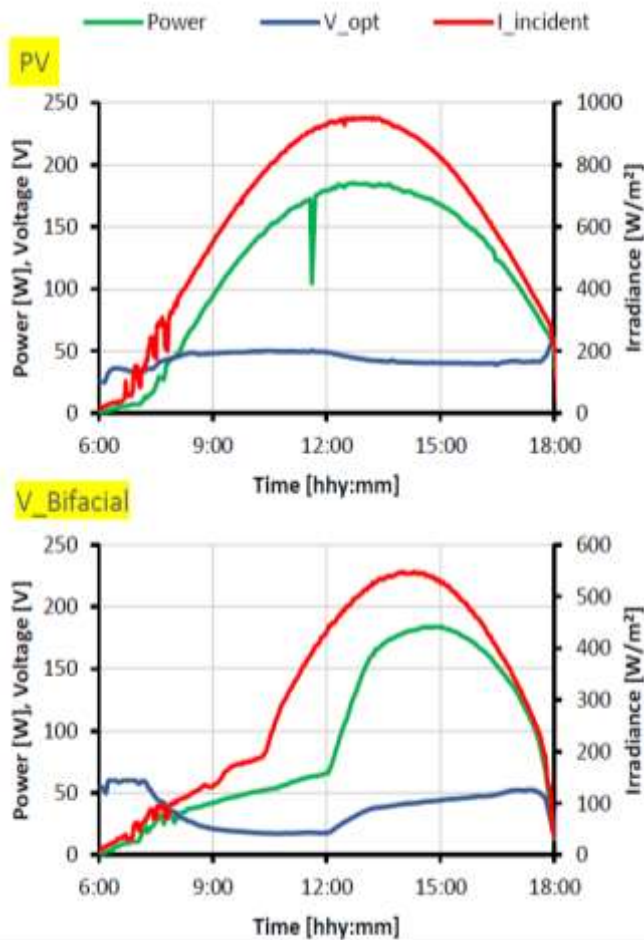 Power V_opt I_incident
PV
250 1000
200 800
150 600
100 400
50 200
0 0
Power [W], Voltage [V]
Irradiance [W/m²]
6:00 9:00 12:00 15:00 18:00
Time [hhy:mm]
V_Bifacial
250 600
200 500
400
150 300
100 200
50 100
0 0
Power [W], Voltage [V]
Irradiance [W/m²]
6:00 9:00 12:00 15:00 18:00
Time [hhy:mm]